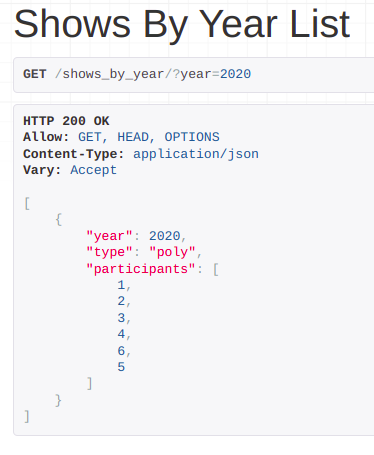 Shows By Year List
GET /shows_by_year/?year=2020
HTTP 200 OK
Allow: GET, HEAD, OPTIONS
Content-Type: application/json
Vary: Accept
[
    {
        "year": 2020,
        "type": "poly",
        "participants": [
            1,
            2,
            3,
            4,
            6,
            5
        ]
    }
]